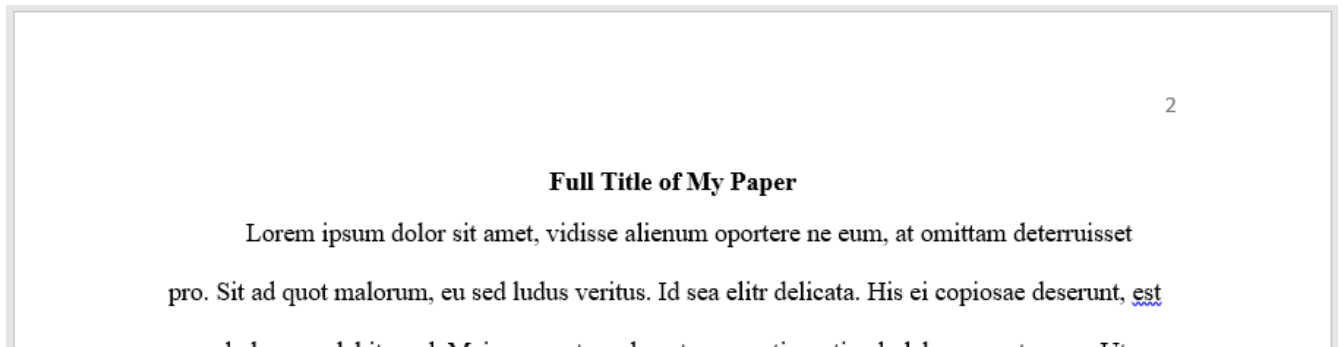 2
Full Title of My Paper
Lorem ipsum dolor sit amet, vidisse alienum oportere ne eum, at omittam deterruisset
pro. Sit ad quot malorum, eu sed ludus veritus. Id sea elitr delicata. His ei copiosae deserunt, est